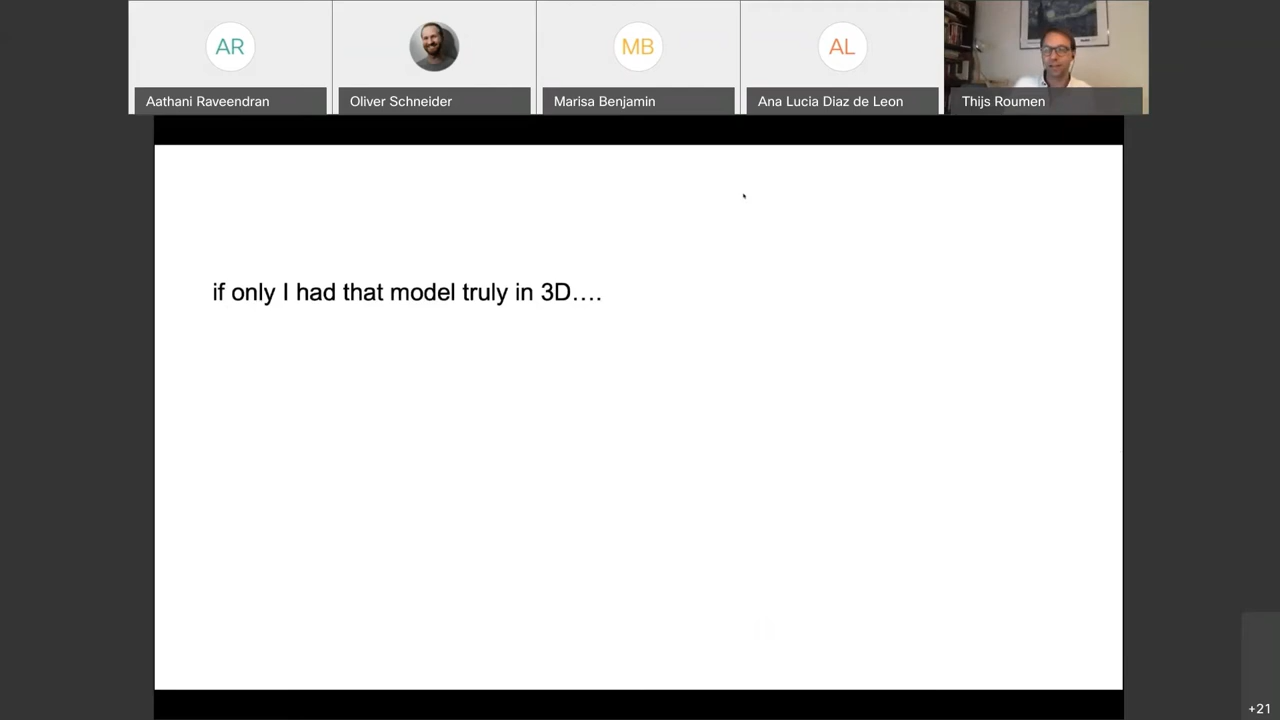 AR
MB
AL
Aathani Raveendran
Oliver Schneider
Marisa Benjamin
Ana Lucia Diaz de Leon
Thijs Roumen
if only I had that model truly in 3D….
+21